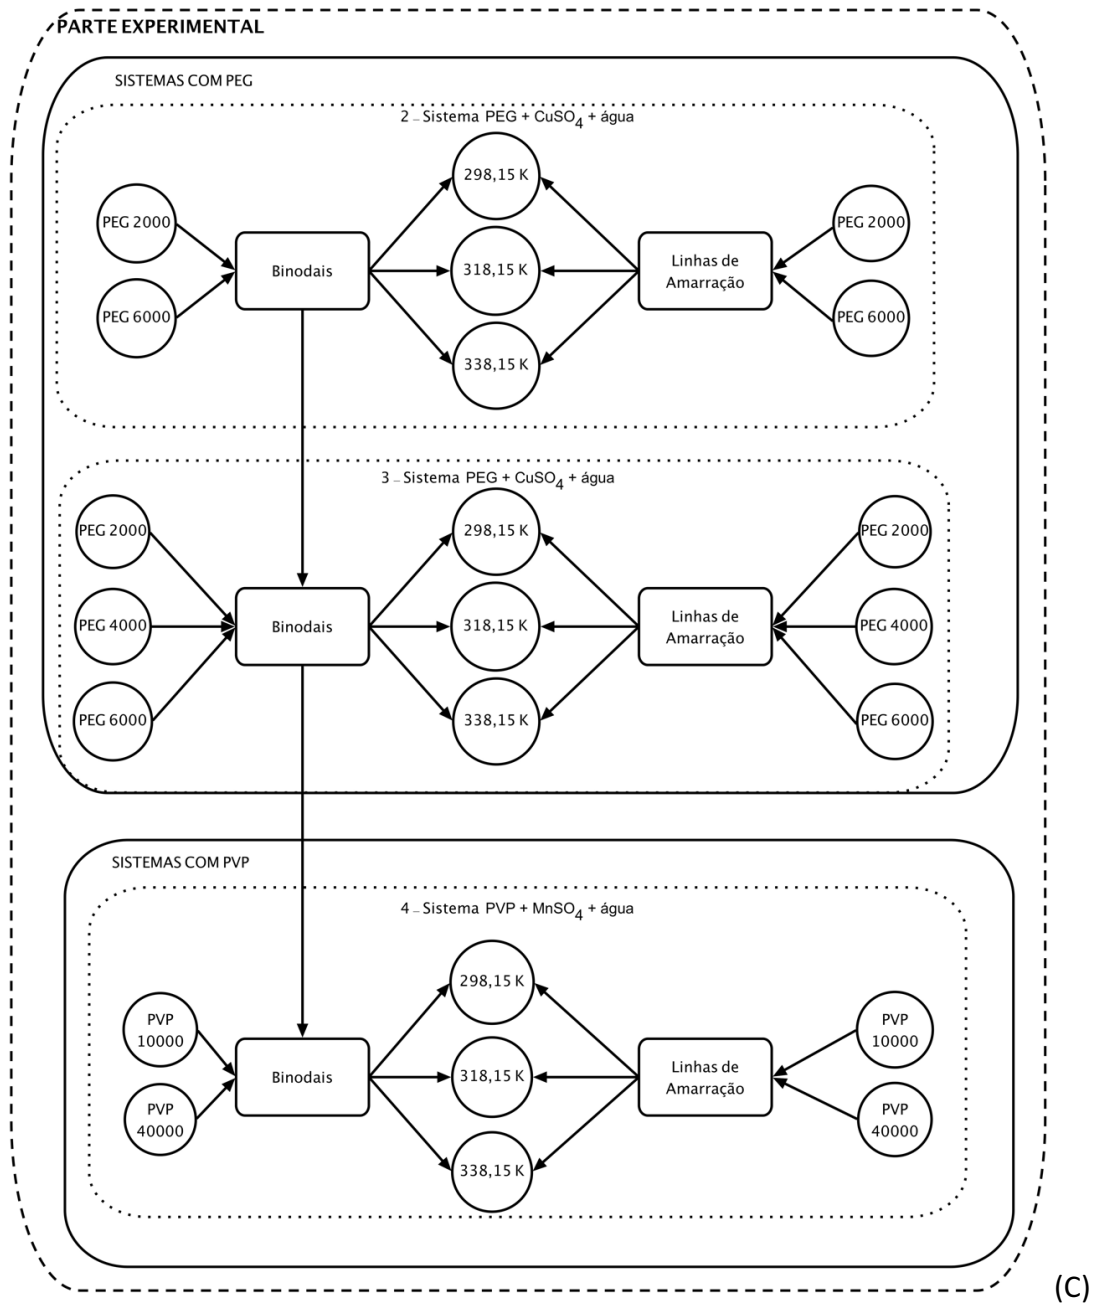 PARTE EXPERIMENTAL
SISTEMAS COM PEG
2 – Sistema PEG + CuSO4 + água
298,15 K
PEG 2000
PEG 2000
Binodais
318,15 K
Linhas de
Amarração
PEG 6000
PEG 6000
338,15 K
3 – Sistema PEG + CuSO4 + água
PEG 2000
298,15 K
PEG 2000
PEG 4000
Binodais
318,15 K
Linhas de
Amarração
PEG 4000
PEG 6000
338,15 K
PEG 6000
SISTEMAS COM PVP
4 – Sistema PVP + MnSO4 + água
298,15 K
PVP
10000
PVP
10000
Binodais
318,15 K
Linhas de
Amarração
PVP
40000
PVP
40000
338,15 K
(C)